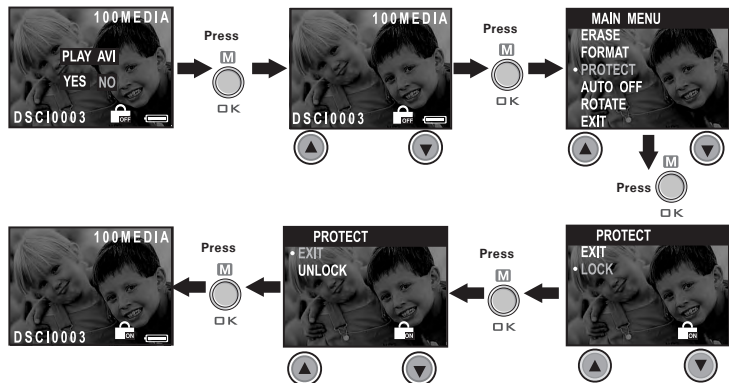 100MEDIA
PLAY AVI
YES NO
DSCI0003
OFF
Press
M
OK
100MEDIA
DSCI0003
OFF
Press
M
OK
MAIN MENU
ERASE
FORMAT
• PROTECT
AUTO OFF
ROTATE
EXIT
Press
M
OK
PROTECT
EXIT
• LOCK
ON
Press
M
OK
PROTECT
• EXIT
UNLOCK
ON
Press
M
OK
100MEDIA
DSCI0003
ON